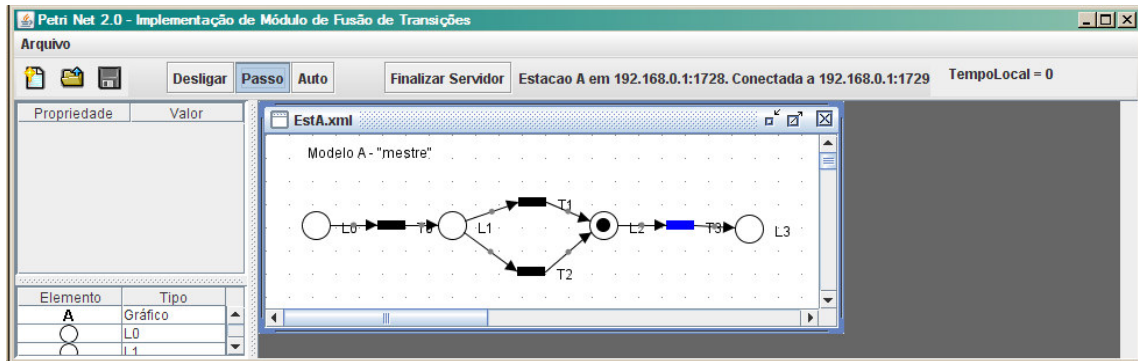 Petri Net 2.0 - Implementação de Módulo de Fusão de Transições
Arquivo
Desligar Passo Auto Finalizar Servidor Estacao A em 192.168.0.1:1728. Conectada a 192.168.0.1:1729 TempoLocal = 0
Propriedade Valor
EstA.xml
Modelo A - "mestre"
T1
L0 T0 L1 L2 T3 L3
T2
Elemento Tipo
A Gráfico
L0
L1